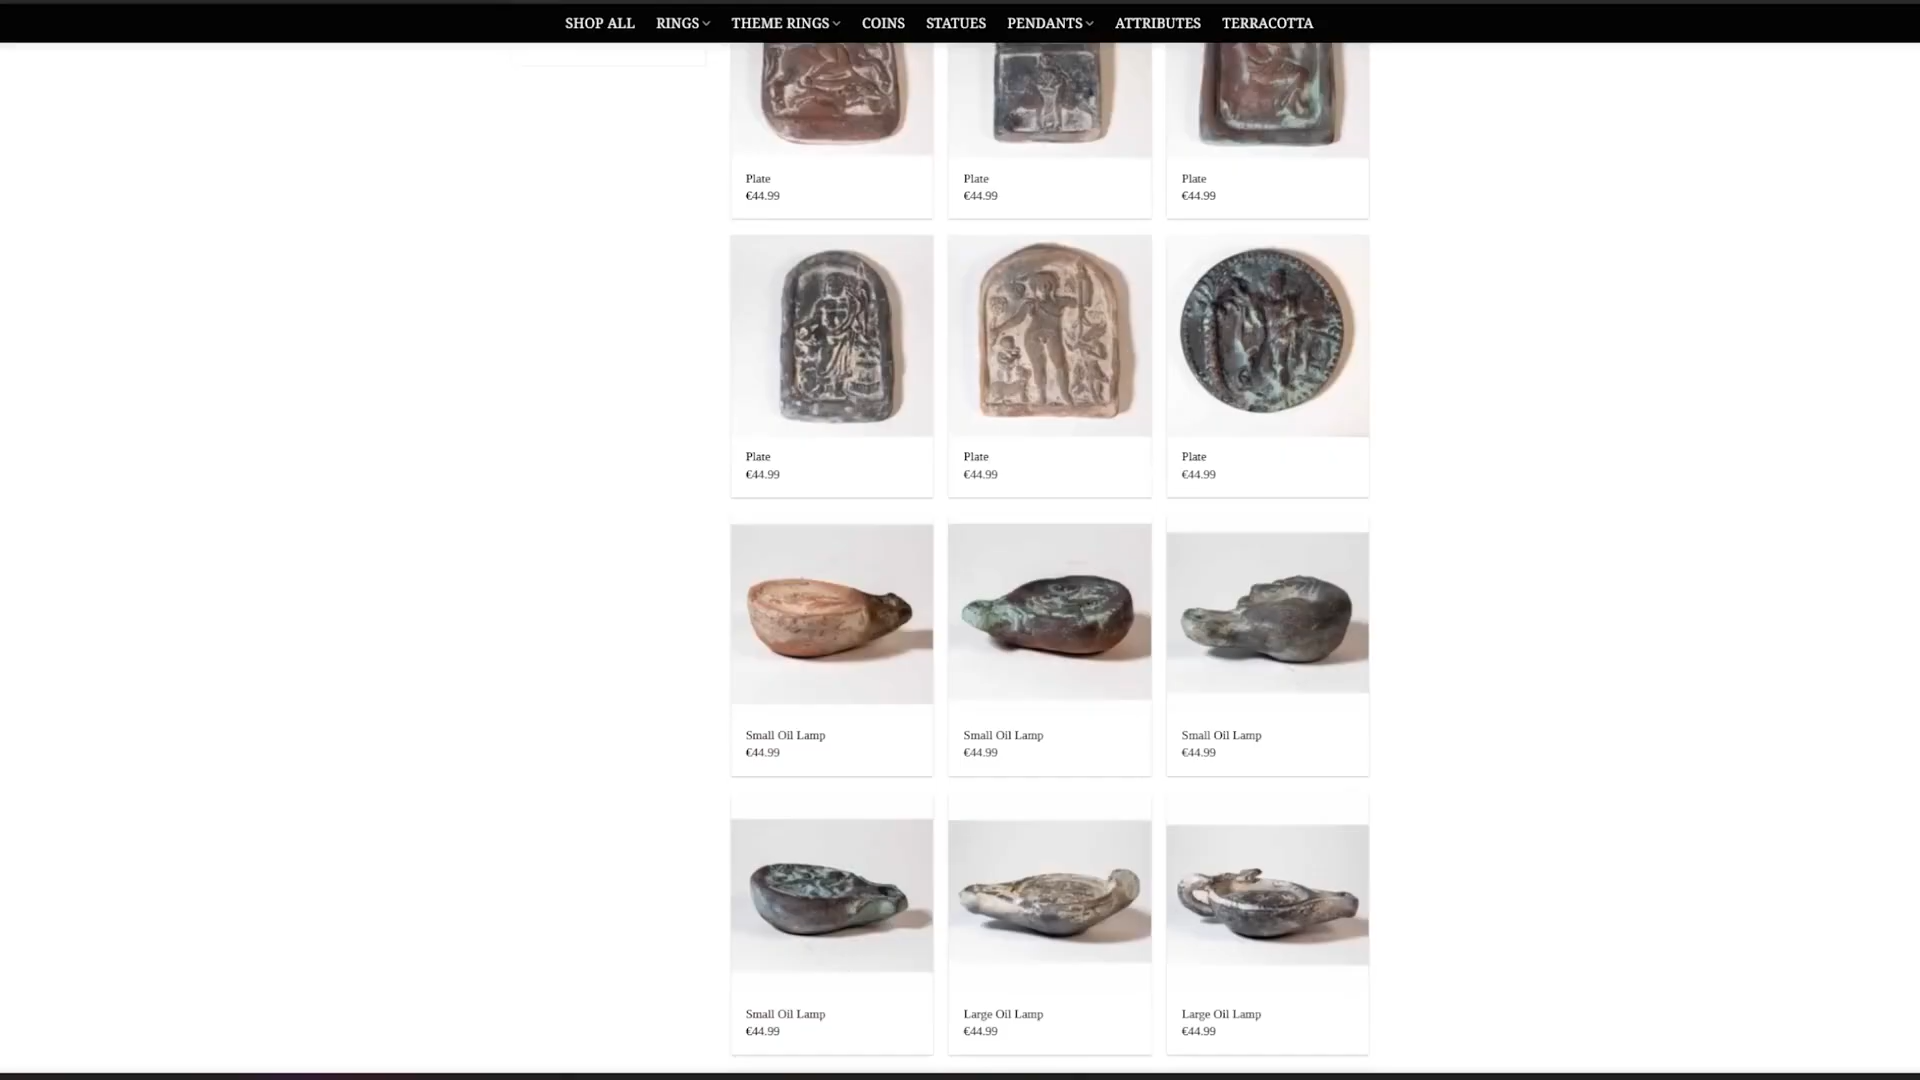 SHOP ALL RINGS THEME RINGS COINS STATUES PENDANTS ATTRIBUTES TERRACOTTA
Plate
€44.99
Plate
€44.99
Plate
€44.99
Plate
€44.99
Plate
€44.99
Plate
€44.99
Small Oil Lamp
€44.99
Small Oil Lamp
€44.99
Small Oil Lamp
€44.99
Small Oil Lamp
€44.99
Large Oil Lamp
€44.99
Large Oil Lamp
€44.99